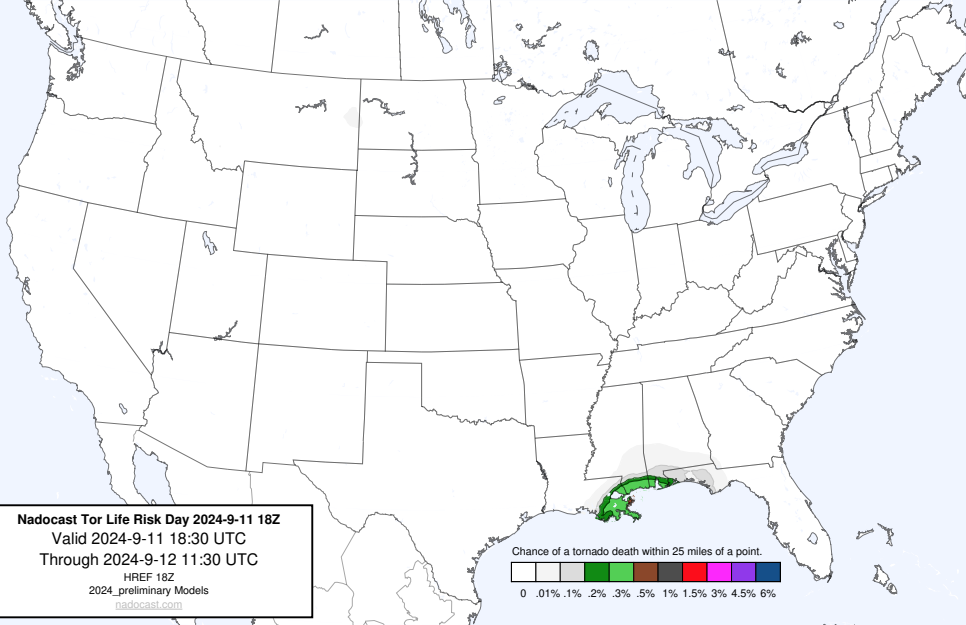 Nadocast Tor Life Risk Day 2024-9-11 18Z
Valid 2024-9-11 18:30 UTC
Through 2024-9-12 11:30 UTC
HREF 18Z
2024_preliminary Models
nadocast.com
Chance of a tornado death within 25 miles of a point.
0 .01% .1% .2% .3% .5% 1% 1.5% 3% 4.5% 6%